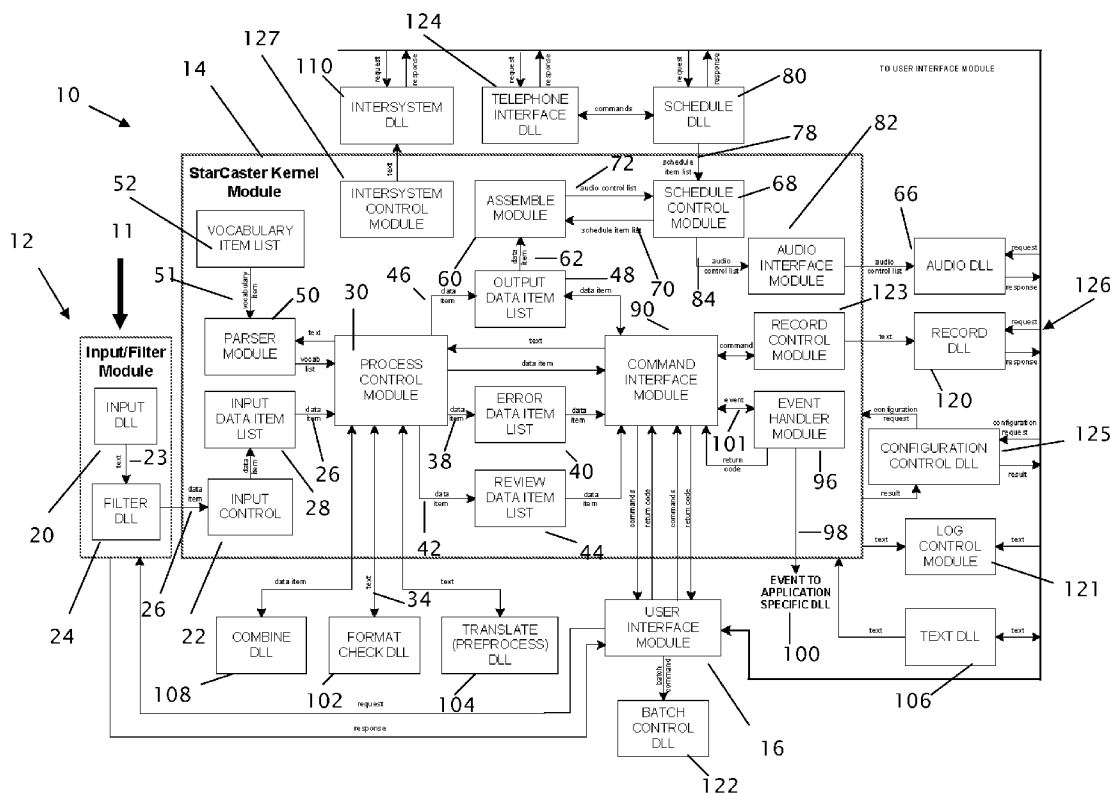 124
127
110
80
14
10
request
response
request
response
request
response
TO USER INTERFACE MODULE
INTERSYSTEM
DLL
TELEPHONE
INTERFACE
DLL
commands
SCHEDULE
DLL
78
82
text
schedule
item list
StarCaster Kernel
Module
72
52
68
INTERSYSTEM
CONTROL
MODULE
ASSEMBLE
MODULE
audio control list
schedule item list
SCHEDULE
CONTROL
MODULE
66
VOCABULARY
ITEM LIST
12
11
AUDIO
INTERFACE
MODULE
audio
control list
audio
control list
AUDIO DLL
request
response
51
vocabulary
item
46
60
data
item
62
48
70
84
50
30
data
item
OUTPUT
DATA ITEM
LIST
data
item
90
123
126
PARSER
MODULE
text
vocab
list
PROCESS
CONTROL
MODULE
text
data item
COMMAND
INTERFACE
MODULE
command
RECORD
CONTROL
MODULE
text
RECORD
DLL
request
response
120
Input/Filter
Module
INPUT
DLL
text
23
20
FILTER
DLL
INPUT
DATA ITEM
LIST
data
item
26
data
item
28
data
item
38
ERROR
DATA ITEM
LIST
data
item
40
event
101
return
code
EVENT
HANDLER
MODULE
96
configuration
request
configuration
request
CONFIGURATION
CONTROL DLL
125
result
result
data
item
INPUT
CONTROL
data
item
REVIEW
DATA ITEM
LIST
data
item
42
44
commands
return code
commands
return code
98
24
26
22
data item
text
34
text
EVENT TO
APPLICATION
SPECIFIC DLL
100
text
LOG
CONTROL
MODULE
text
121
COMBINE
DLL
FORMAT
CHECK DLL
TRANSLATE
(PREPROCESS)
DLL
USER
INTERFACE
MODULE
text
TEXT DLL
text
108
102
104
106
request
response
batch
command
BATCH
CONTROL
DLL
16
122